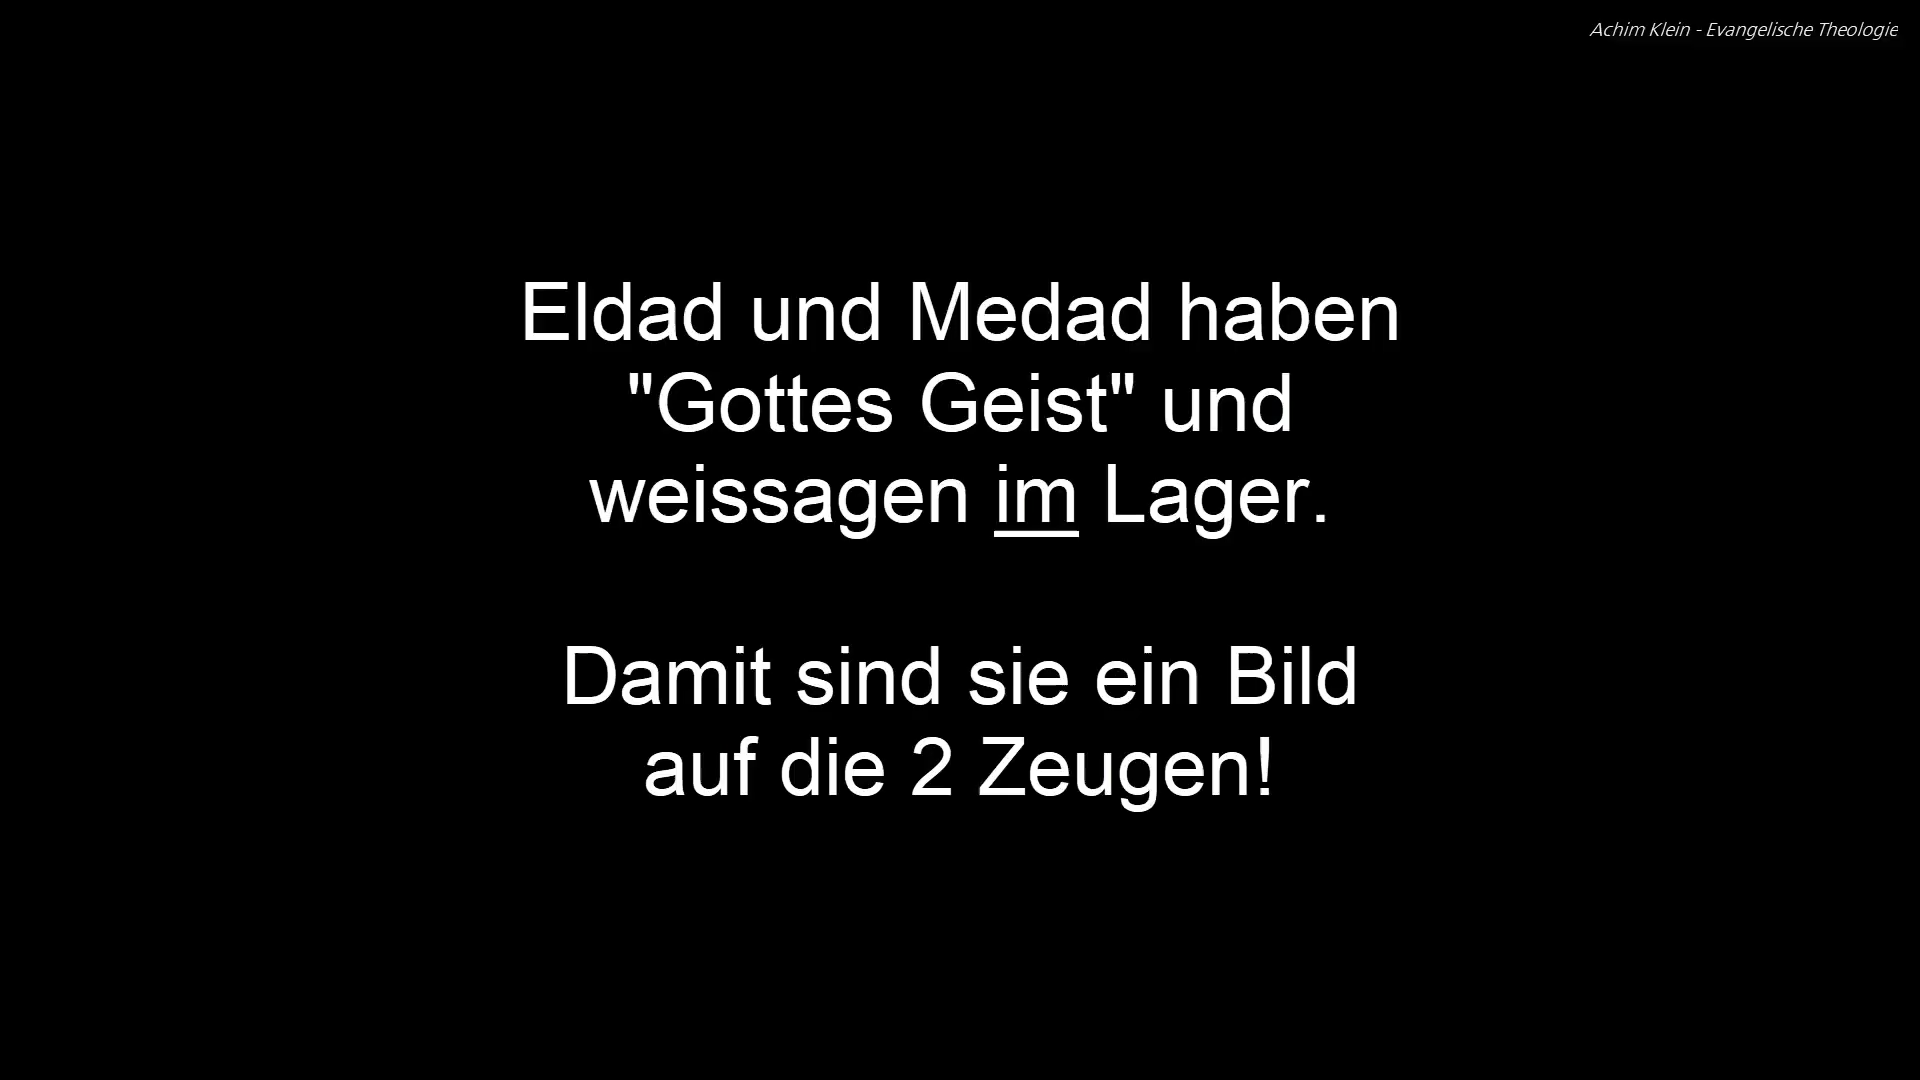 Achim Klein - Evangelische Theologie
Eldad und Medad haben
"Gottes Geist" und
weissagen im Lager.
Damit sind sie ein Bild
auf die 2 Zeugen!